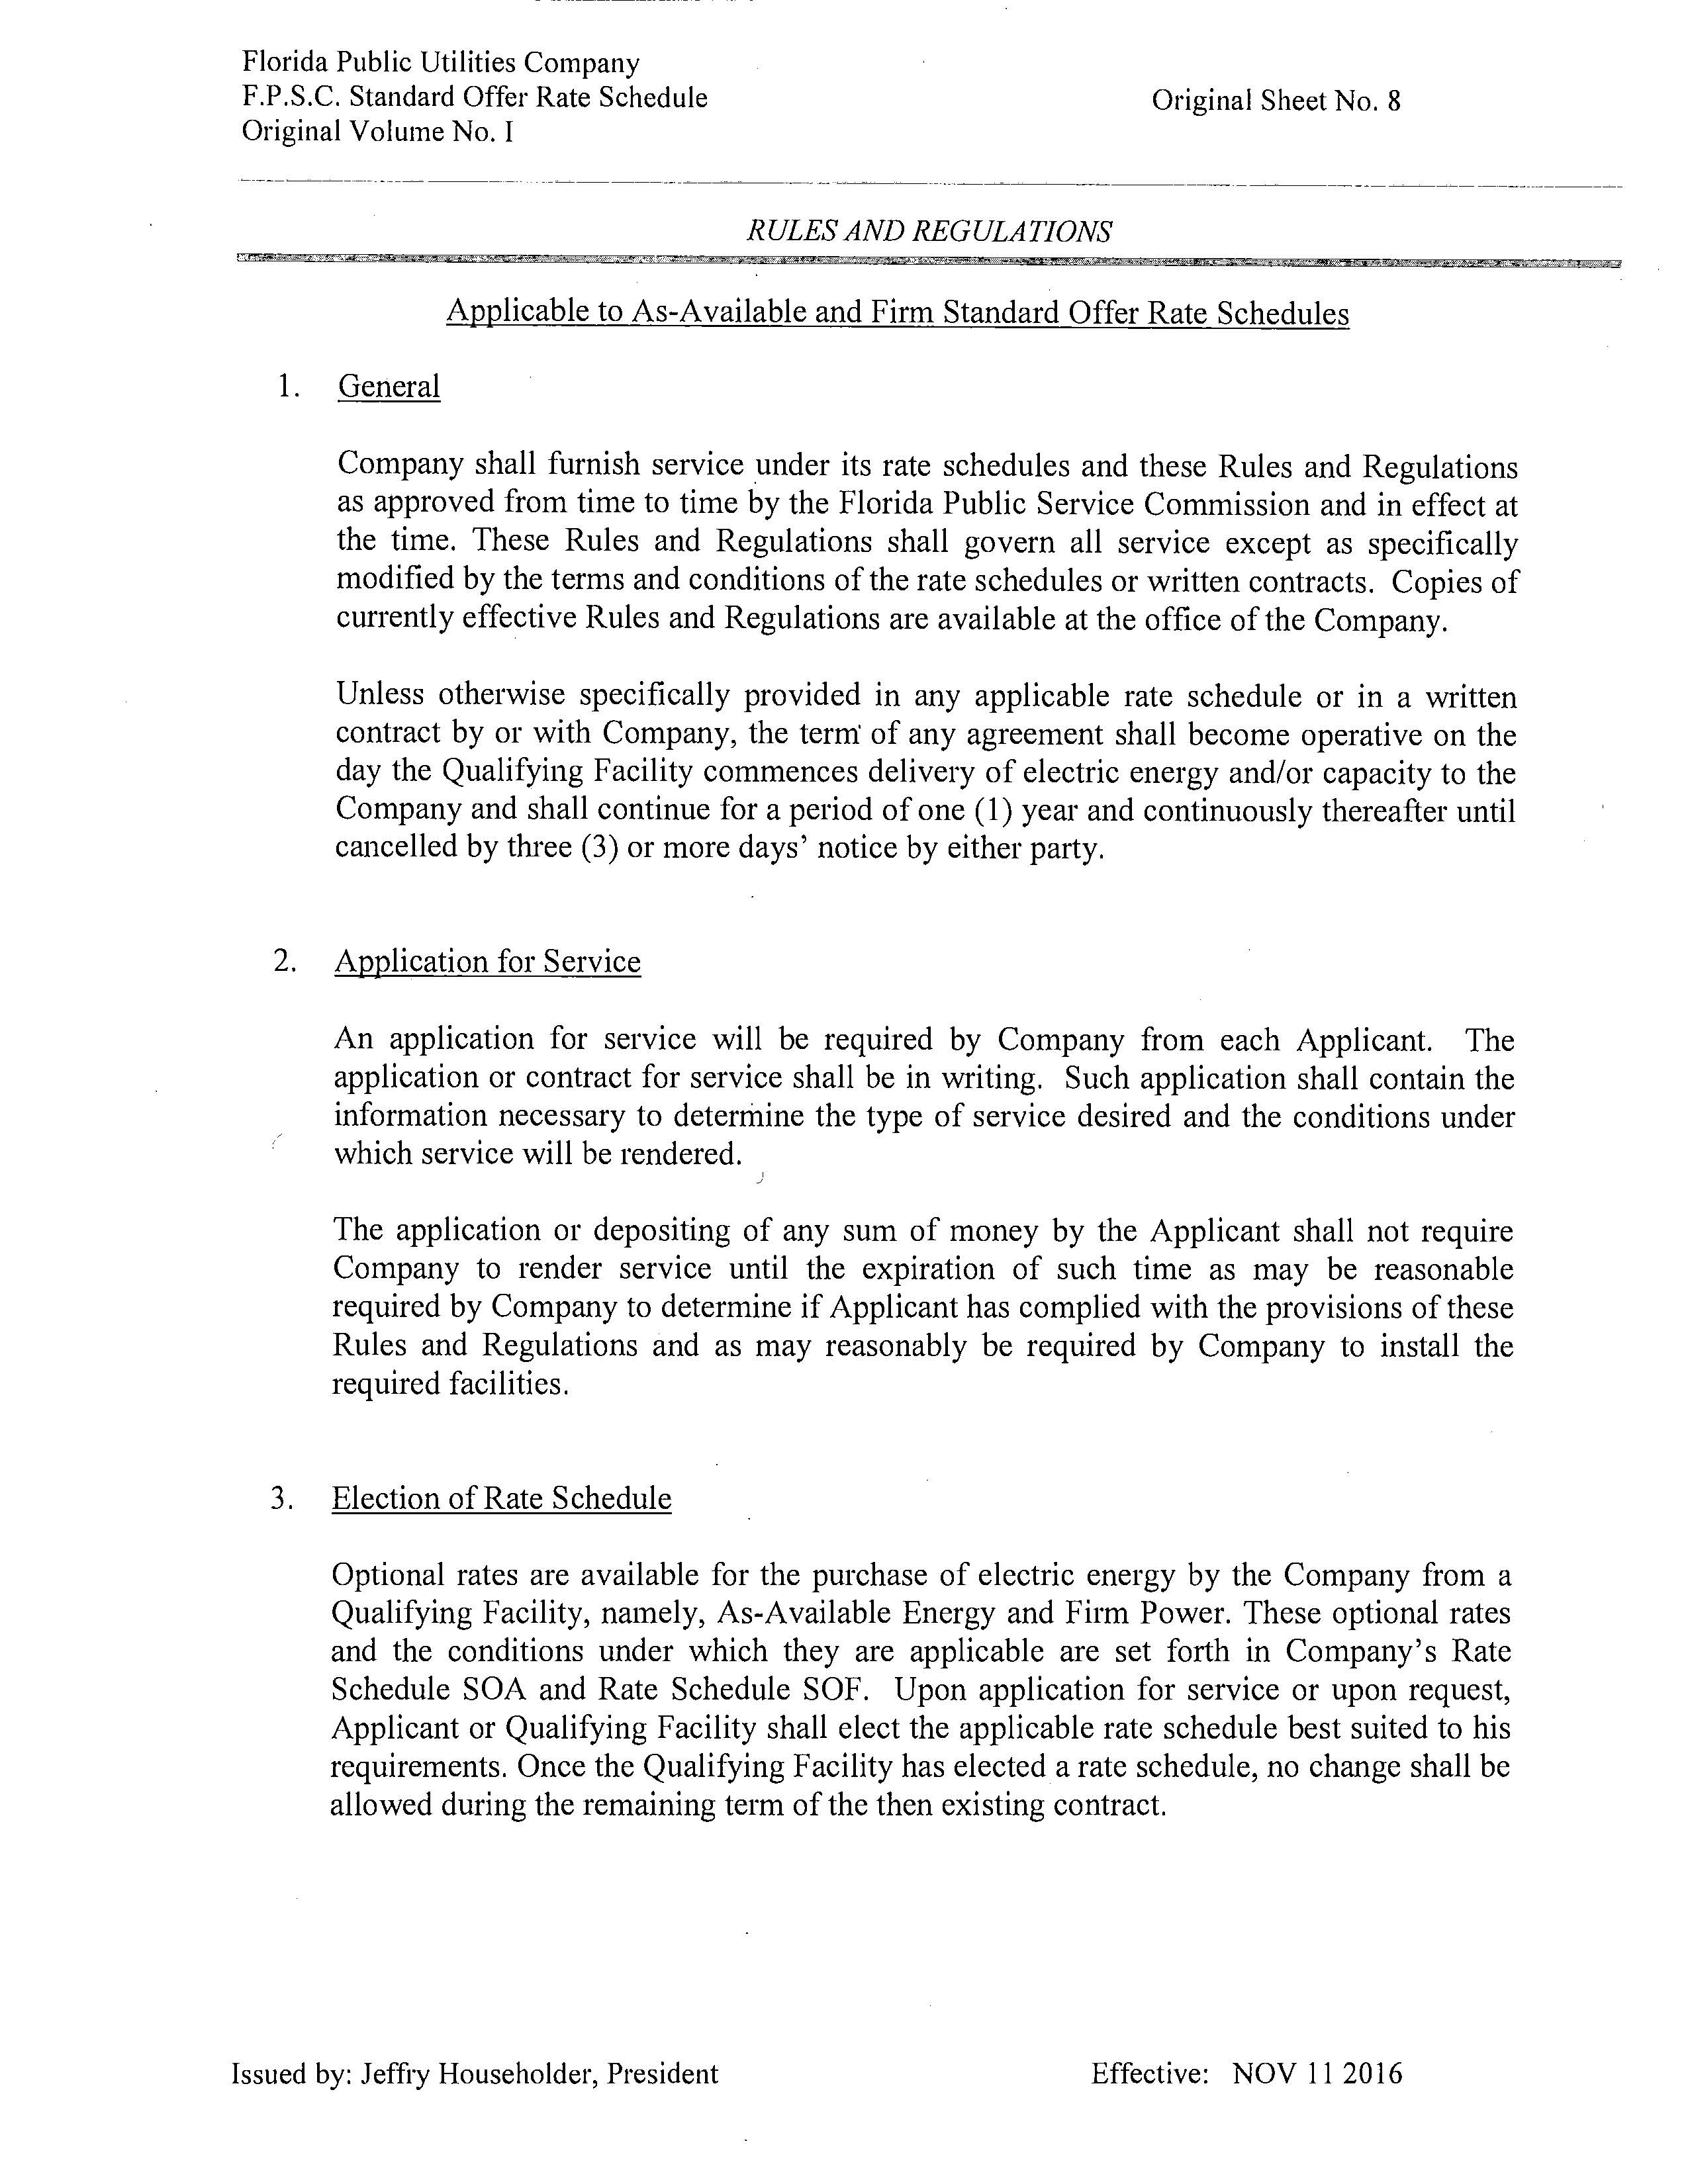 Florida Public Utilities Company
F.P.S.C. Standard Offer Rate Schedule
Original Sheet No. 8
Original Volume No. I
RULES AND REGULATIONS
Applicable to As-Available and Firm Standard Offer Rate Schedules
1. General
Company shall furnish service under its rate schedules and these Rules and Regulations
as approved from time to time by the Florida Public Service Commission and in effect at
the time. These Rules and Regulations shall govern all service except as specifically
modified by the terms and conditions of the rate schedules or written contracts. Copies of
currently effective Rules and Regulations are available at the office of the Company.
Unless otherwise specifically provided in any applicable rate schedule or in a written
contract by or with Company, the term of any agreement shall become operative on the
day the Qualifying Facility commences delivery of electric energy and/or capacity to the
Company and shall continue for a period of one (1) year and continuously thereafter until
cancelled by three (3) or more days' notice by either party.
2. Application for Service
An application for service will be required by Company from each Applicant. The
application or contract for service shall be in writing. Such application shall contain the
information necessary to determine the type of service desired and the conditions under
which service will be rendered.
The application or depositing of any sum of money by the Applicant shall not require
Company to render service until the expiration of such time as may be reasonable
required by Company to determine if Applicant has complied with the provisions of these
Rules and Regulations and as may reasonably be required by Company to install the
required facilities.
3. Election of Rate Schedule
Optional rates are available for the purchase of electric energy by the Company from a
Qualifying Facility, namely, As-Available Energy and Firm Power. These optional rates
and the conditions under which they are applicable are set forth in Company's Rate
Schedule SOA and Rate Schedule SOF. Upon application for service or upon request,
Applicant or Qualifying Facility shall elect the applicable rate schedule best suited to his
requirements. Once the Qualifying Facility has elected a rate schedule, no change shall be
allowed during the remaining term of the then existing contract.
Issued by: Jeffry Householder, President
Effective: NOV 11 2016